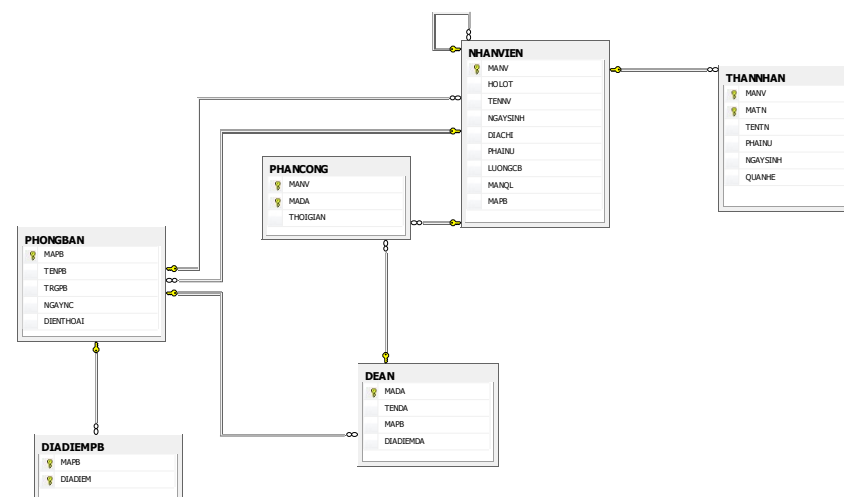 NHANVIEN
MANV
HOLOT
TENNV
NGAYSINH
DIACHI
PHAINU
LUONGCB
MANQL
MAPB
THANNHAN
MANV
MATN
TENTN
PHAINU
NGAYSINH
QUANHE
PHANCONG
MANV
MADA
THOIGIAN
PHONGBAN
MAPB
TENPB
TRGPB
NGAYNC
DIENTHOAI
DEAN
MADA
TENDA
MAPB
DIADIEMDA
DIADIEMPB
MAPB
DIADIEM